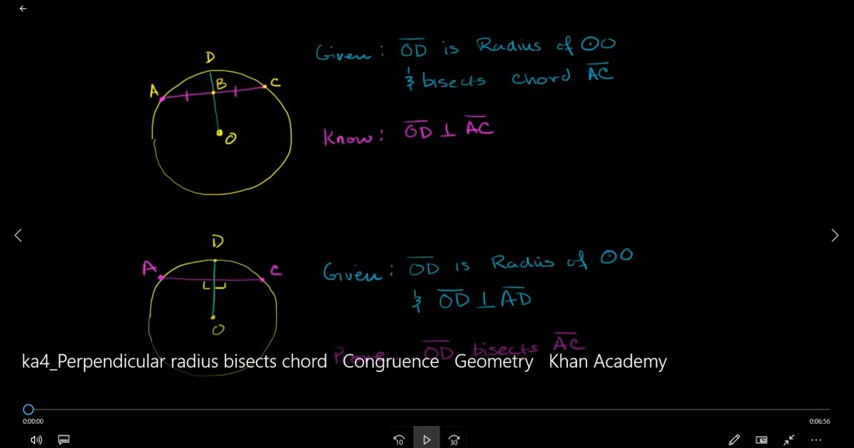 Given: OD is Radius of ⊙O
& bisects chord AC
D
B
A
C
O
Know: OD ⊥ AC
D
A
C
O
Given: OD is Radius of ⊙O
& OD ⊥ AD
Prove: OD bisects AC
ka4_Perpendicular radius bisects chord Congruence Geometry Khan Academy
0:00:00
0:06:56
10
30